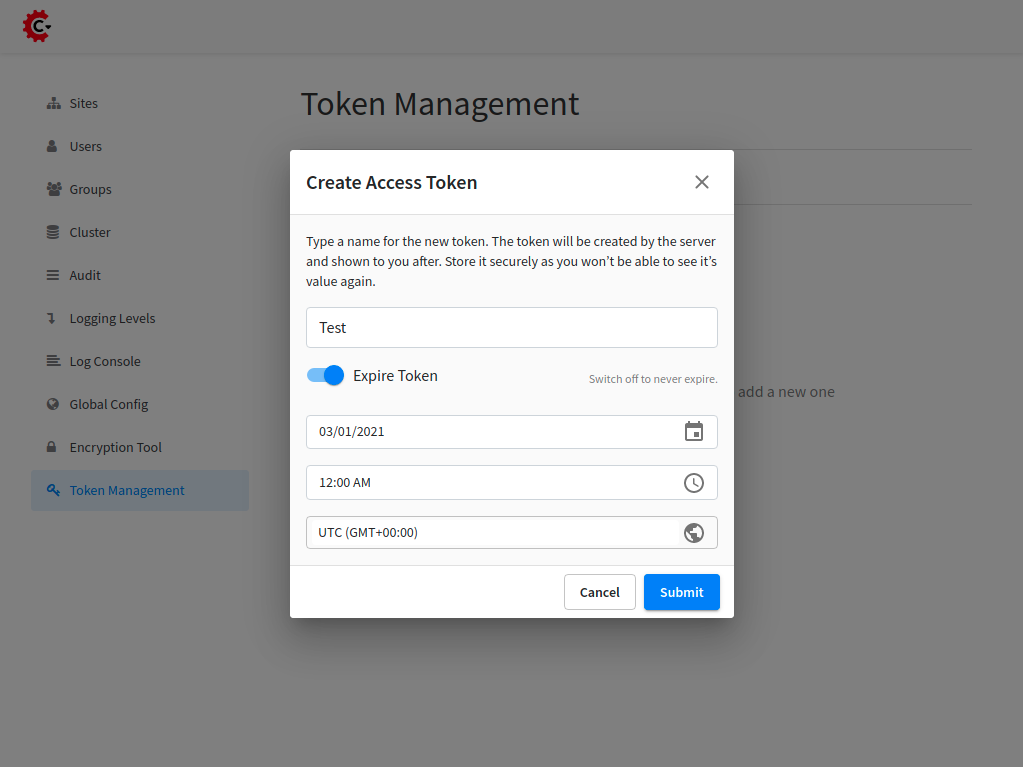 C
Sites
Users
Groups
Cluster
Audit
Logging Levels
Log Console
Global Config
Encryption Tool
Token Management
Token Management
add a new one
Create Access Token
Type a name for the new token. The token will be created by the server
and shown to you after. Store it securely as you won’t be able to see it’s
value again.
Test
Expire Token
Switch off to never expire.
03/01/2021
12:00 AM
UTC (GMT+00:00)
Cancel
Submit